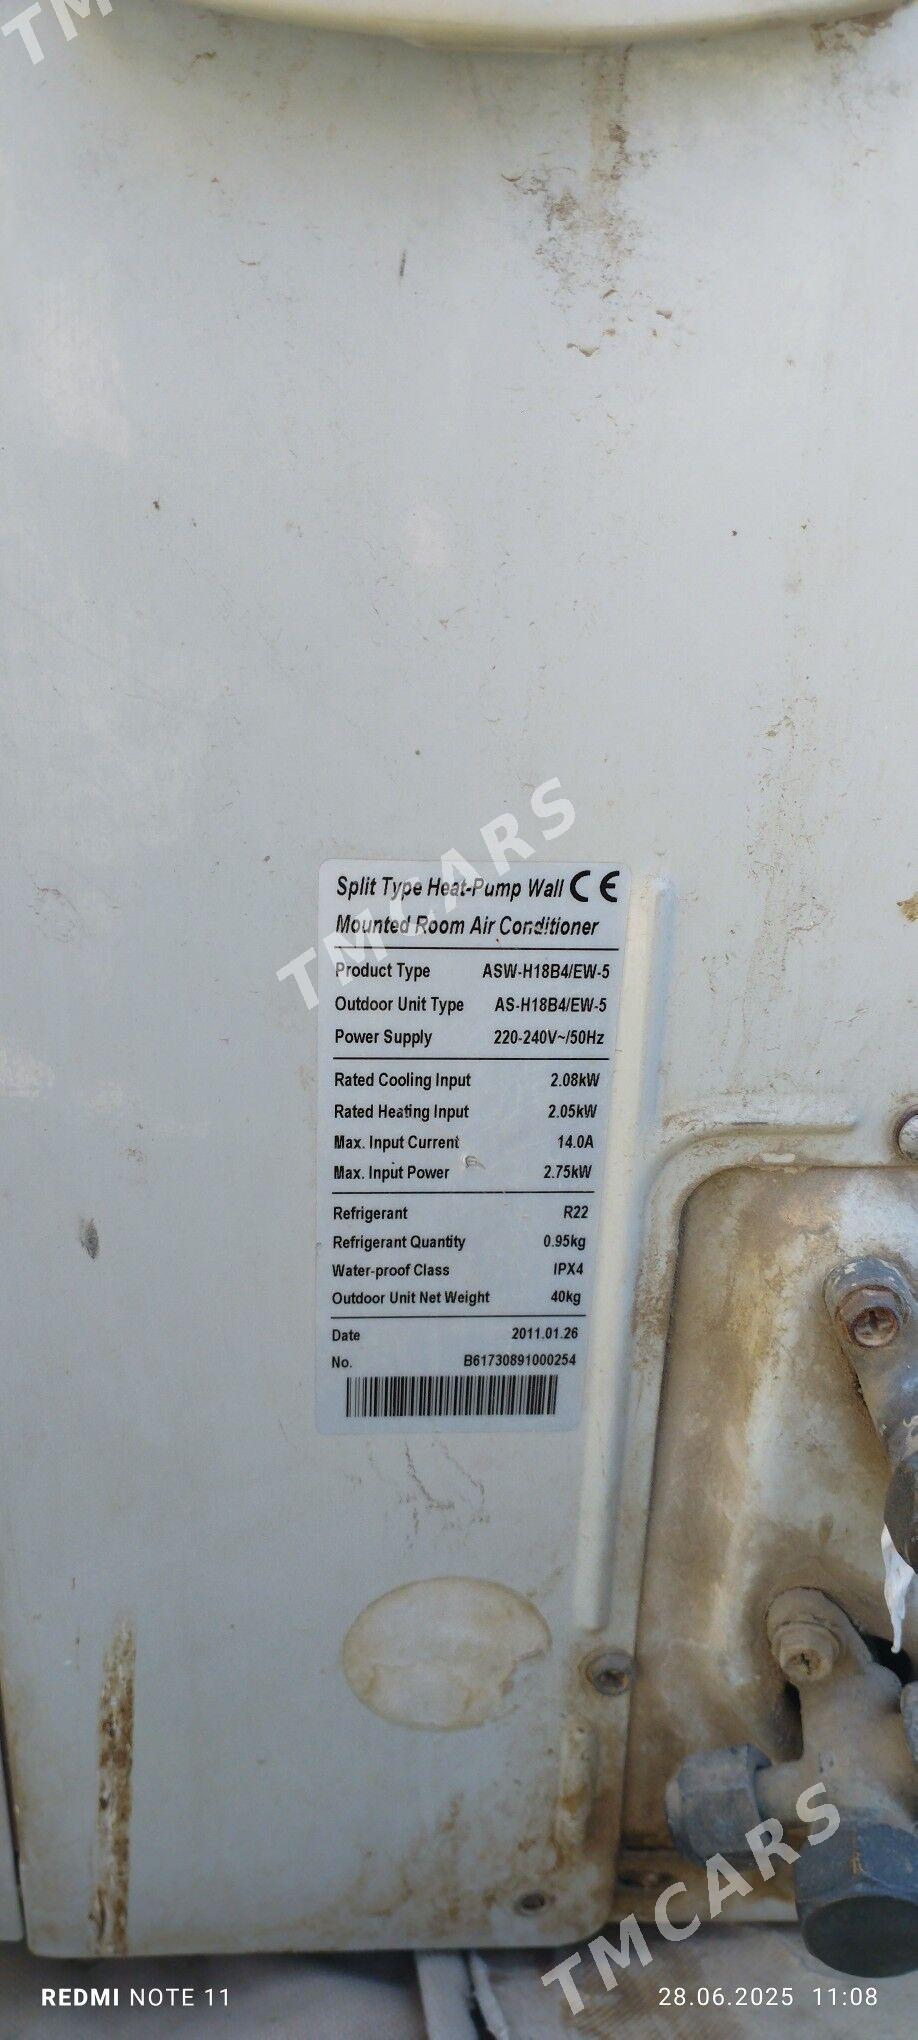 TMCARS
TMCARS
Split Type Heat-Pump Wall CE
Mounted Room Air Conditioner
Product Type ASW-H18B4/EW-5
Outdoor Unit Type AS-H18B4/EW-5
Power Supply 220-240V~/50Hz
Rated Cooling Input 2.08kW
Rated Heating Input 2.05kW
Max. Input Current 14.0A
Max. Input Power 2.75kW
Refrigerant R22
Refrigerant Quantity 0.95kg
Water-proof Class IPX4
Outdoor Unit Net Weight 40kg
Date 2011.01.26
No. B61730891000254
TMCARS
REDMI NOTE 11
28.06.2025 11:08